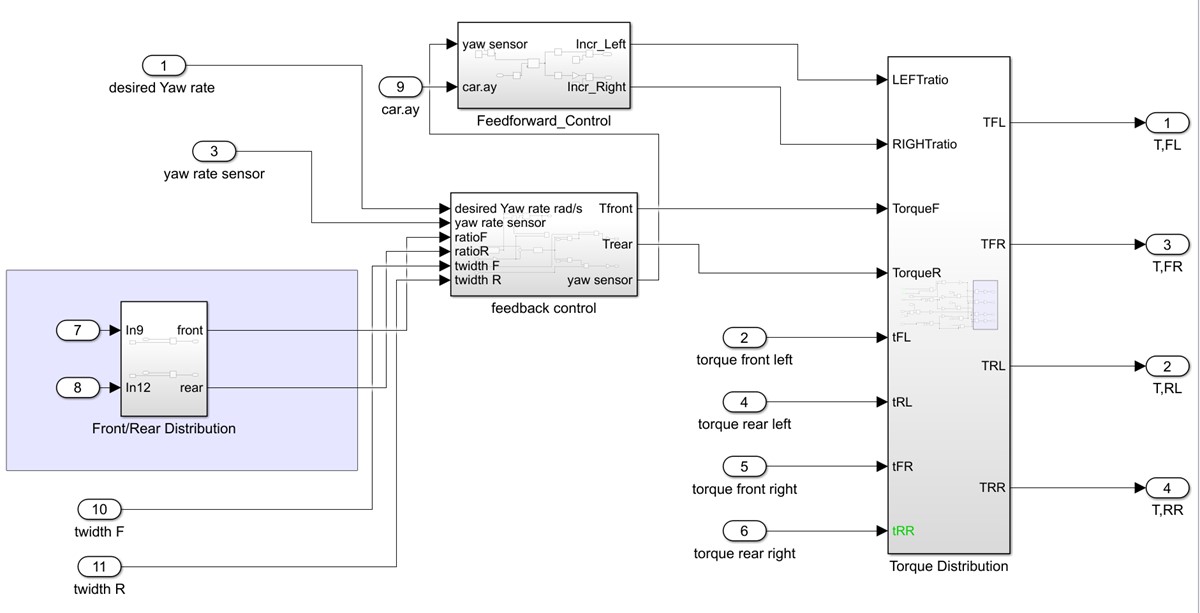 1
desired Yaw rate
3
yaw rate sensor
9
car.ay
yaw sensor
car.ay
Incr_Left
Incr_Right
Feedforward_Control
desired Yaw rate rad/s
yaw rate sensor
ratioF
ratioR
twidth F
twidth R
Tfront
Trear
yaw sensor
feedback control
7
8
In9
In12
front
rear
Front/Rear Distribution
10
twidth F
11
twidth R
2
torque front left
4
torque rear left
5
torque front right
6
torque rear right
LEFTratio
RIGHTratio
TorqueF
TorqueR
tFL
tRL
tFR
tRR
TFL
TFR
TRL
TRR
Torque Distribution
1
T,FL
3
T,FR
2
T,RL
4
T,RR